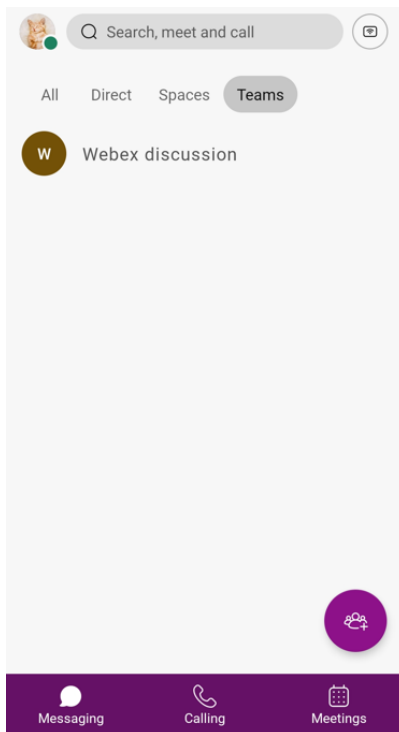 Search, meet and call
All Direct Spaces Teams
W Webex discussion
Messaging Calling Meetings